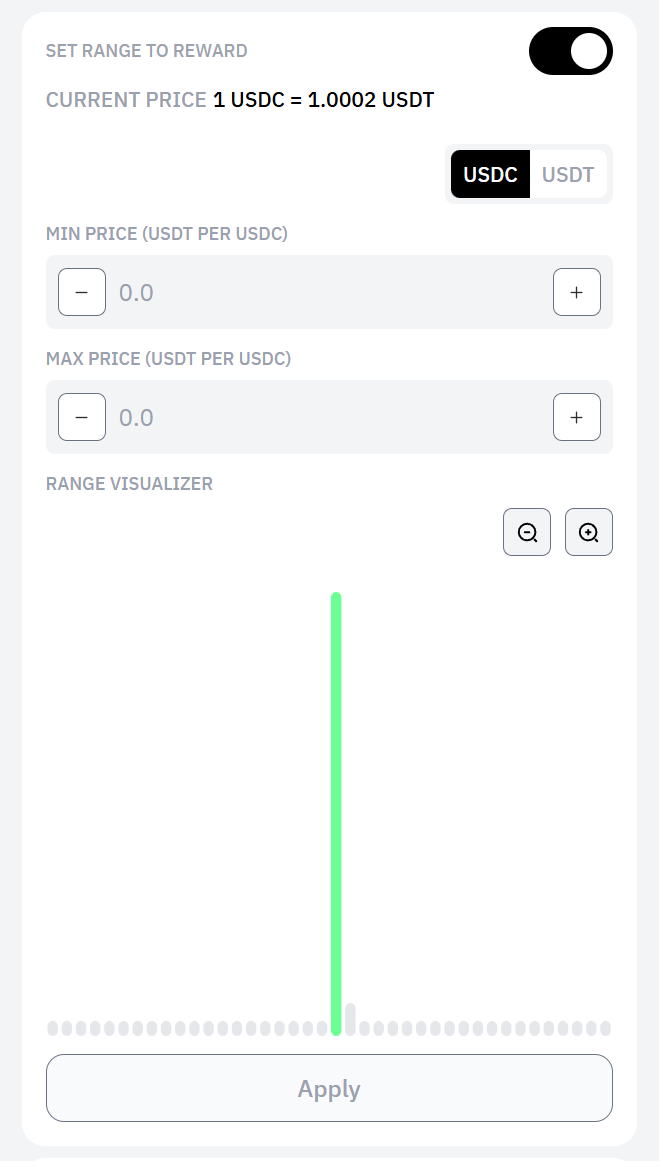 SET RANGE TO REWARD
CURRENT PRICE 1 USDC = 1.0002 USDT
USDC USDT
MIN PRICE (USDT PER USDC)
− 0.0 +
MAX PRICE (USDT PER USDC)
− 0.0 +
RANGE VISUALIZER
Apply